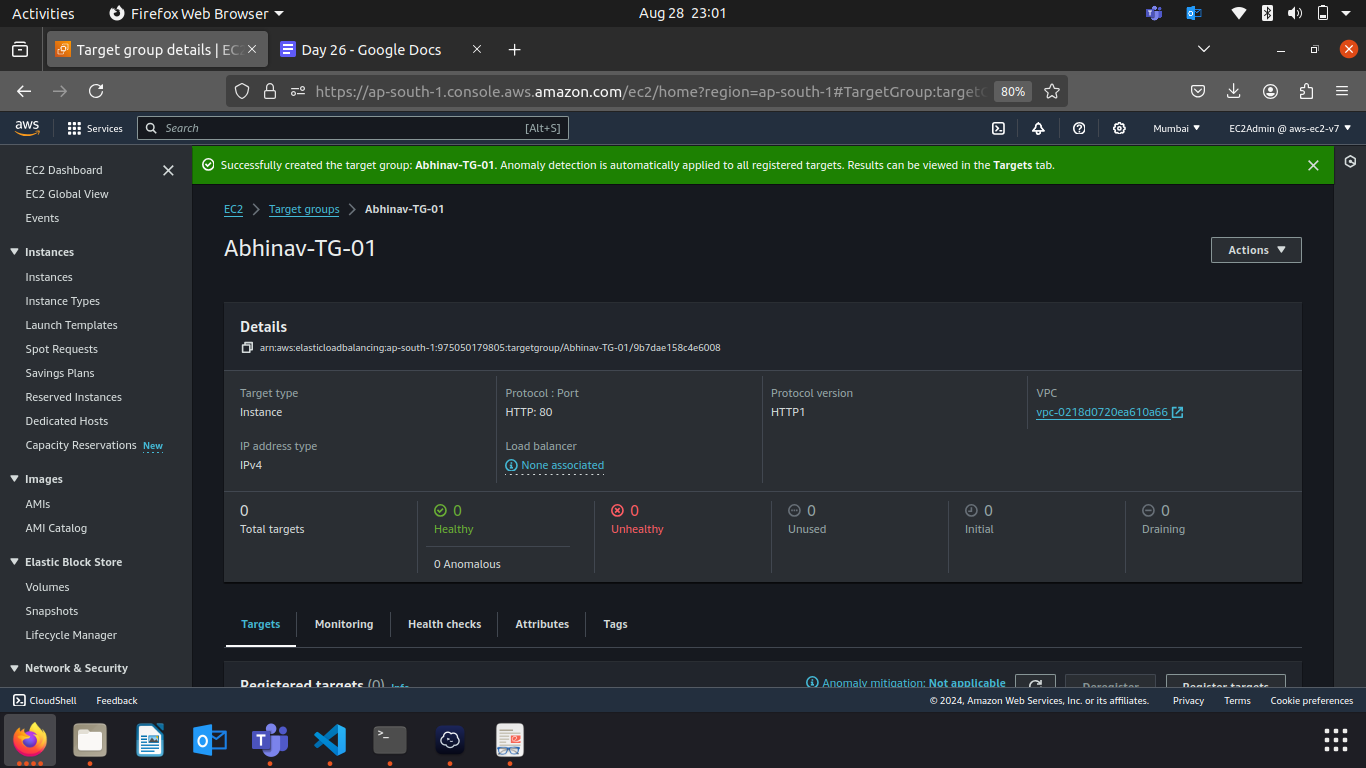 Activities
Firefox Web Browser
Aug 28 23:01
Target group details | EC
Day 26 - Google Docs
https://ap-south-1.console.aws.amazon.com/ec2/home?region=ap-south-1#TargetGroup:target
80%
aws
Services
Search
[Alt+S]
Mumbai
EC2Admin @ aws-ec2-v7
EC2 Dashboard
EC2 Global View
Events
Instances
Instances
Instance Types
Launch Templates
Spot Requests
Savings Plans
Reserved Instances
Dedicated Hosts
Capacity Reservations New
Images
AMIs
AMI Catalog
Elastic Block Store
Volumes
Snapshots
Lifecycle Manager
Network & Security
Successfully created the target group: Abhinav-TG-01. Anomaly detection is automatically applied to all registered targets. Results can be viewed in the Targets tab.
EC2
Target groups
Abhinav-TG-01
Abhinav-TG-01
Actions
Details
arn:aws:elasticloadbalancing:ap-south-1:975050179805:targetgroup/Abhinav-TG-01/9b7dae158c4e6008
Target type
Instance
Protocol : Port
HTTP: 80
Protocol version
HTTP1
VPC
vpc-0218d0720ea610a66
IP address type
IPv4
Load balancer
None associated
0
Total targets
0
Healthy
0 Anomalous
0
Unhealthy
0
Unused
0
Initial
0
Draining
Targets
Monitoring
Health checks
Attributes
Tags
Registered targets (0) Info
Anomaly mitigation: Not applicable
Deregister
Register targets
CloudShell
Feedback
© 2024, Amazon Web Services, Inc. or its affiliates.
Privacy
Terms
Cookie preferences